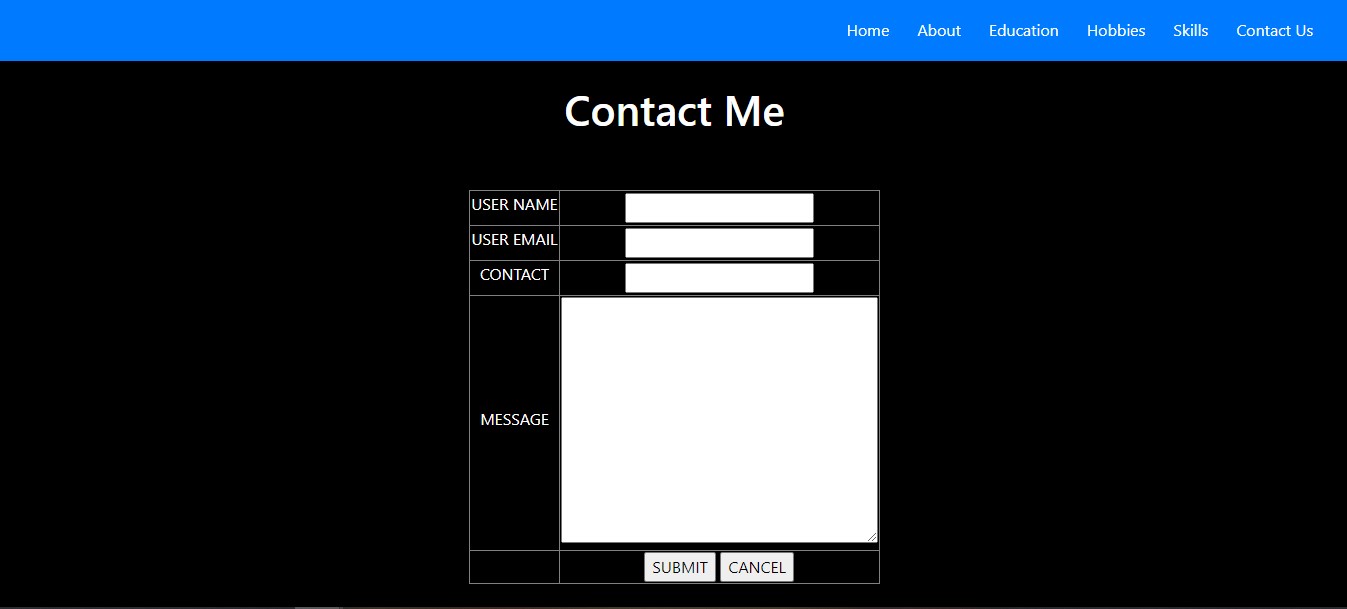 Home About Education Hobbies Skills Contact Us
Contact Me
USER NAME
USER EMAIL
CONTACT
MESSAGE
SUBMIT CANCEL